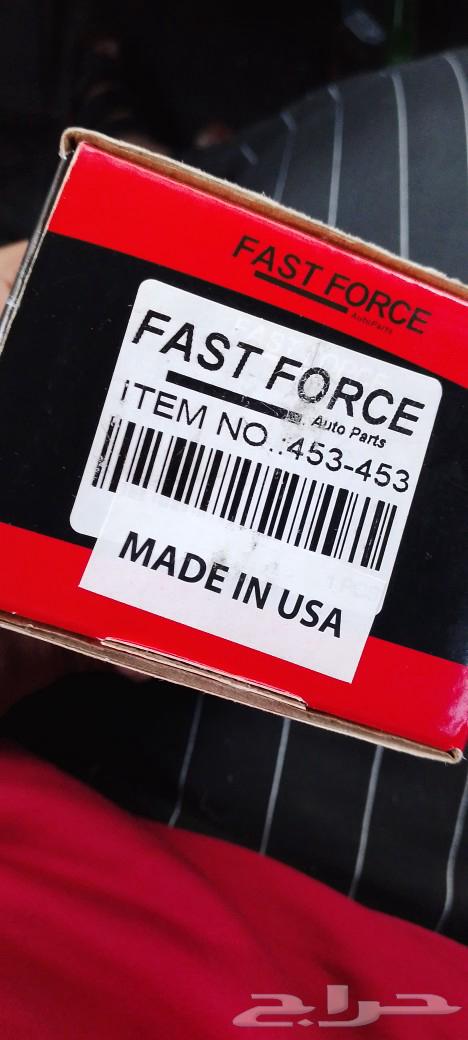 FAST FORCE
AutoParts
FAST FORCE
Auto Parts
iTEM NO.:453-453
MADE IN USA
حراج